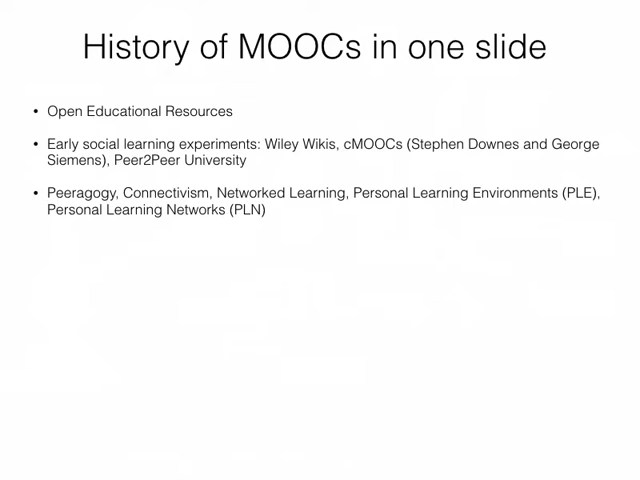 History of MOOCs in one slide
• Open Educational Resources
• Early social learning experiments: Wiley Wikis, cMOOCs (Stephen Downes and George
Siemens), Peer2Peer University
• Peeragogy, Connectivism, Networked Learning, Personal Learning Environments (PLE),
Personal Learning Networks (PLN)